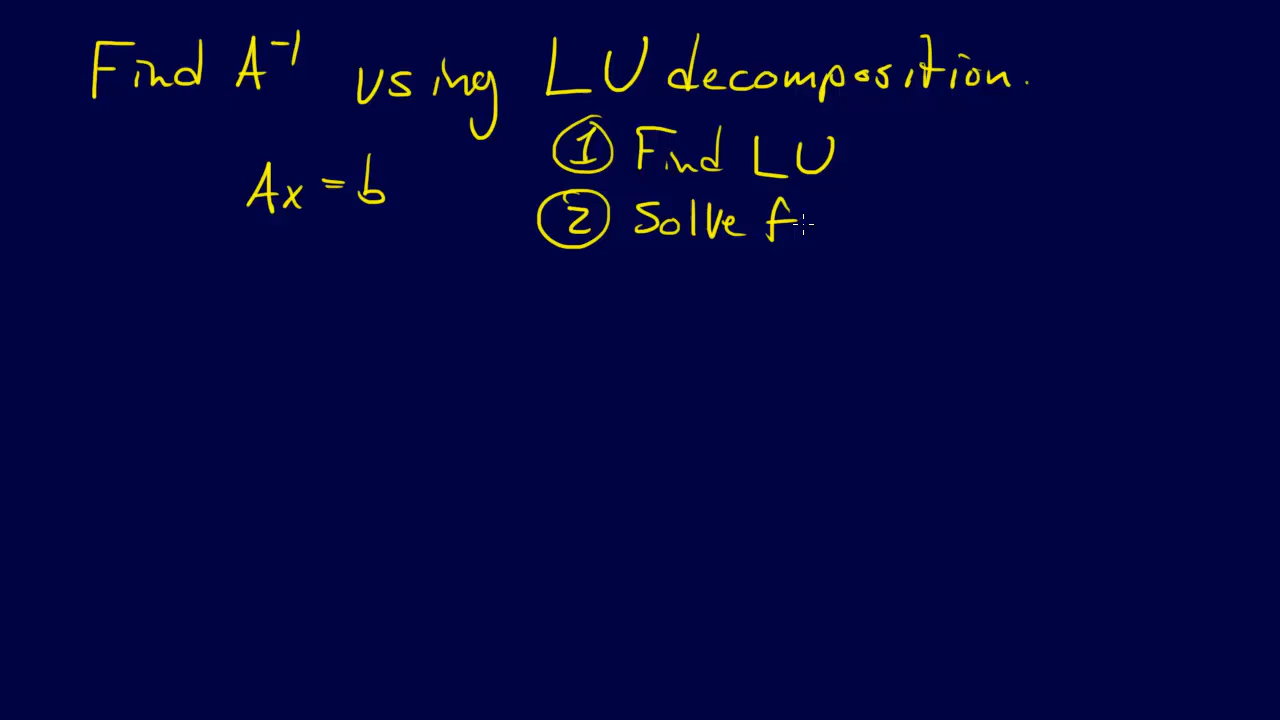 Find A⁻¹ using LU decomposition.
① Find LU
Ax = b
② Solve f